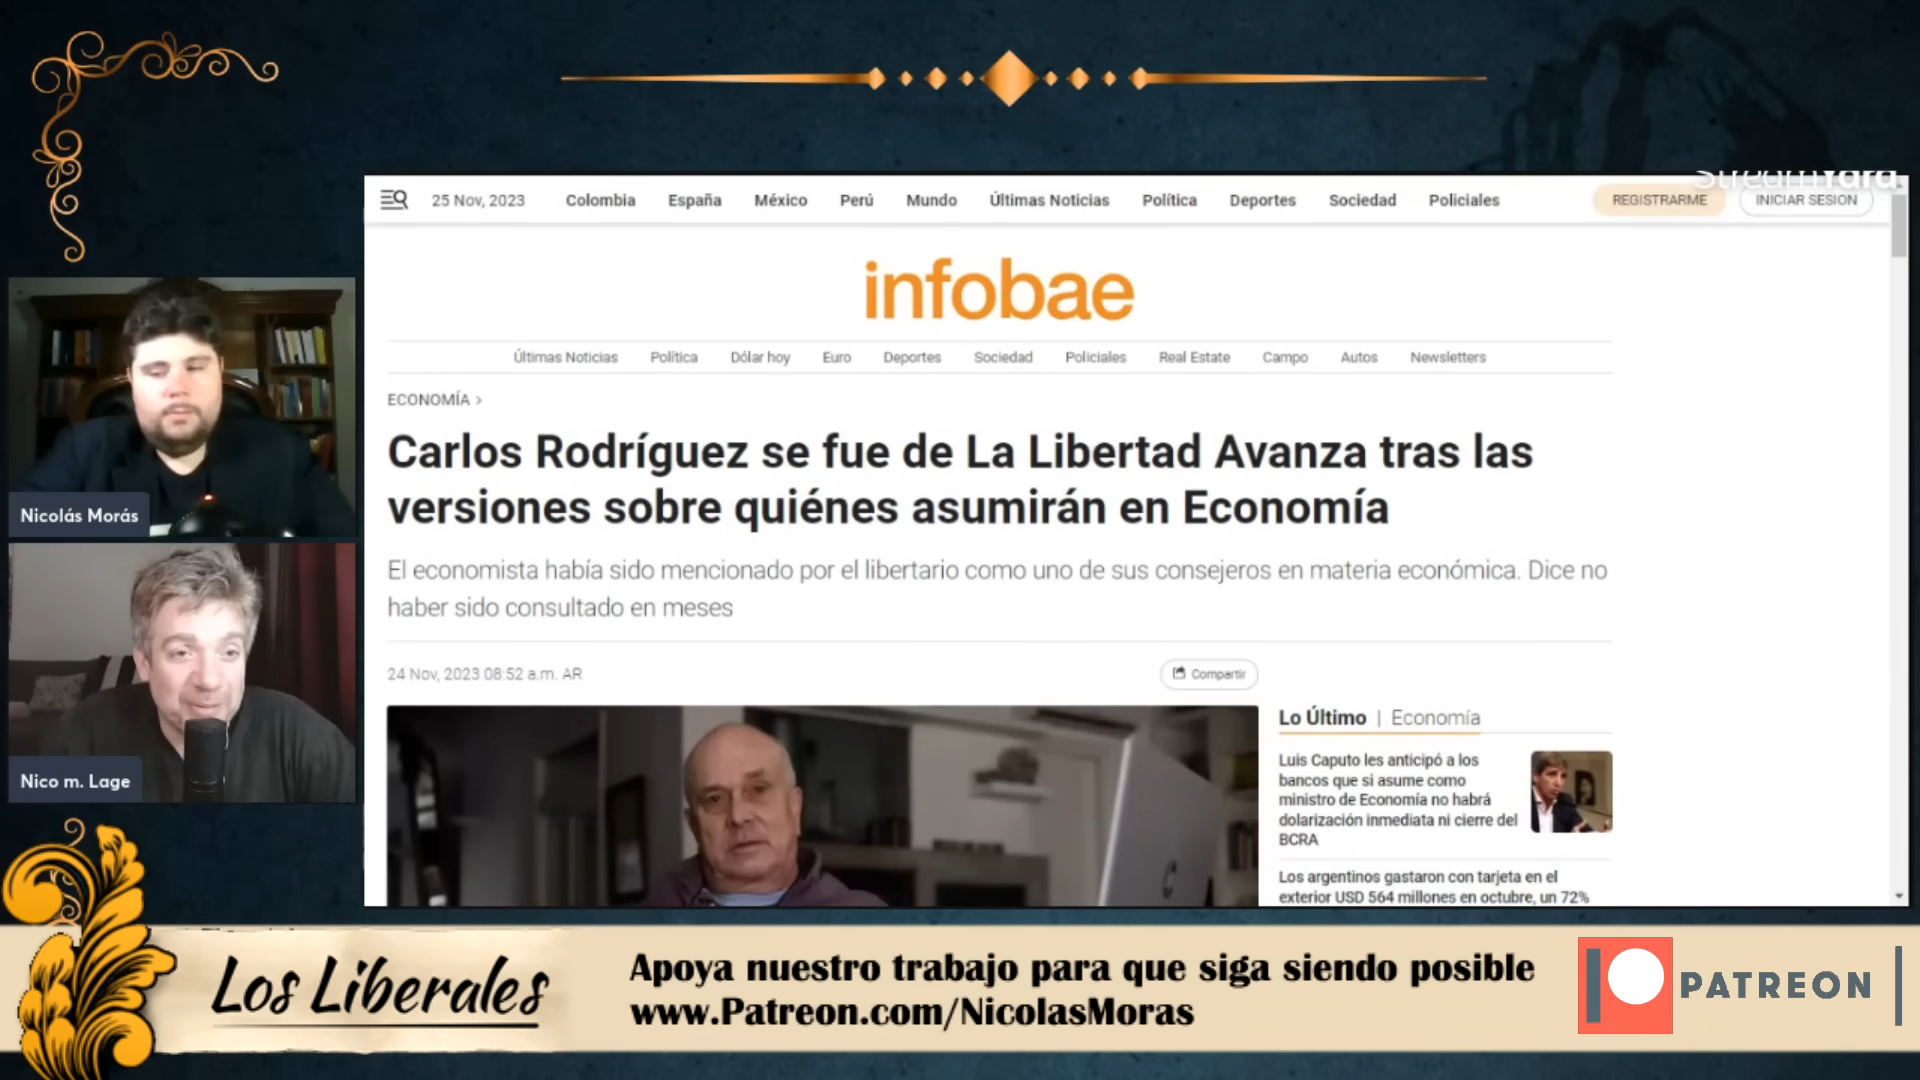 StreamYard
25 Nov, 2023 Colombia España México Perú Mundo Últimas Noticias Política Deportes Sociedad Policiales REGISTRARME INICIAR SESION
infobae
Últimas Noticias Política Dólar hoy Euro Deportes Sociedad Policiales Real Estate Campo Autos Newsletters
ECONOMÍA >
Carlos Rodríguez se fue de La Libertad Avanza tras las
versiones sobre quiénes asumirán en Economía
El economista había sido mencionado por el libertario como uno de sus consejeros en materia económica. Dice no
haber sido consultado en meses
24 Nov, 2023 08:52 a.m. AR
Compartir
Lo Último | Economía
Luis Caputo les anticipó a los
bancos que si asume como
ministro de Economía no habrá
dolarización inmediata ni cierre del
BCRA
Los argentinos gastaron con tarjeta en el
exterior USD 564 millones en octubre, un 72%
Nicolás Morás
Nico m. Lage
Los Liberales
Apoya nuestro trabajo para que siga siendo posible
www.Patreon.com/NicolasMoras
PATREON